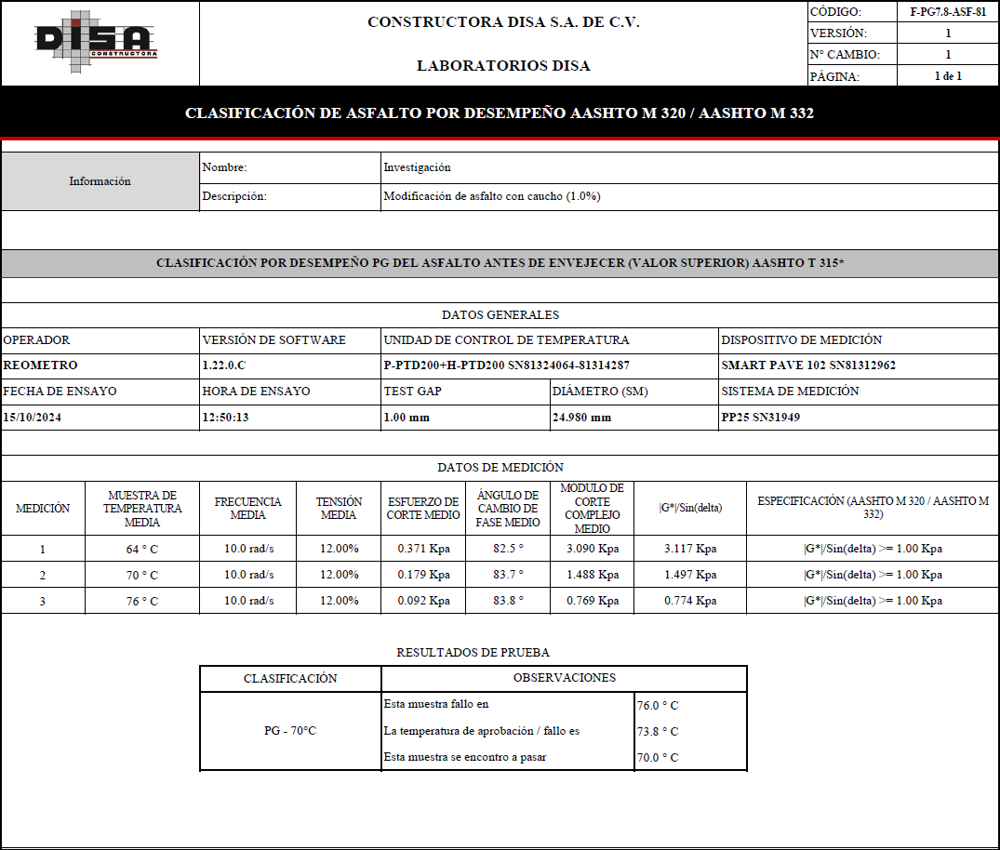 DISA
CONSTRUCTORA
CONSTRUCTORA DISA S.A. DE C.V.
LABORATORIOS DISA
CÓDIGO: F-PG7.8-ASF-81
VERSIÓN: 1
N° CAMBIO: 1
PÁGINA: 1 de 1
CLASIFICACIÓN DE ASFALTO POR DESEMPEÑO AASHTO M 320 / AASHTO M 332
Información
Nombre: Investigación
Descripción: Modificación de asfalto con caucho (1.0%)
CLASIFICACIÓN POR DESEMPEÑO PG DEL ASFALTO ANTES DE ENVEJECER (VALOR SUPERIOR) AASHTO T 315*
DATOS GENERALES
OPERADOR VERSIÓN DE SOFTWARE UNIDAD DE CONTROL DE TEMPERATURA DISPOSITIVO DE MEDICIÓN
REOMETRO 1.22.0.C P-PTD200+H-PTD200 SN81324064-81314287 SMART PAVE 102 SN81312962
FECHA DE ENSAYO HORA DE ENSAYO TEST GAP DIÁMETRO (SM) SISTEMA DE MEDICIÓN
15/10/2024 12:50:13 1.00 mm 24.980 mm PP25 SN31949
DATOS DE MEDICIÓN
MEDICIÓN
MUESTRA DE
TEMPERATURA
MEDIA
FRECUENCIA
MEDIA
TENSIÓN
MEDIA
ESFUERZO DE
CORTE MEDIO
ÁNGULO DE
CAMBIO DE
FASE MEDIO
MÓDULO DE
CORTE
COMPLEJO
MEDIO
|G*|/Sin(delta)
ESPECIFICACIÓN (AASHTO M 320 / AASHTO M
332)
1 64 ° C 10.0 rad/s 12.00% 0.371 Kpa 82.5 ° 3.090 Kpa 3.117 Kpa |G*|/Sin(delta) >= 1.00 Kpa
2 70 ° C 10.0 rad/s 12.00% 0.179 Kpa 83.7 ° 1.488 Kpa 1.497 Kpa |G*|/Sin(delta) >= 1.00 Kpa
3 76 ° C 10.0 rad/s 12.00% 0.092 Kpa 83.8 ° 0.769 Kpa 0.774 Kpa |G*|/Sin(delta) >= 1.00 Kpa
RESULTADOS DE PRUEBA
CLASIFICACIÓN OBSERVACIONES
PG - 70°C
Esta muestra fallo en 76.0 ° C
La temperatura de aprobación / fallo es 73.8 ° C
Esta muestra se encontro a pasar 70.0 ° C